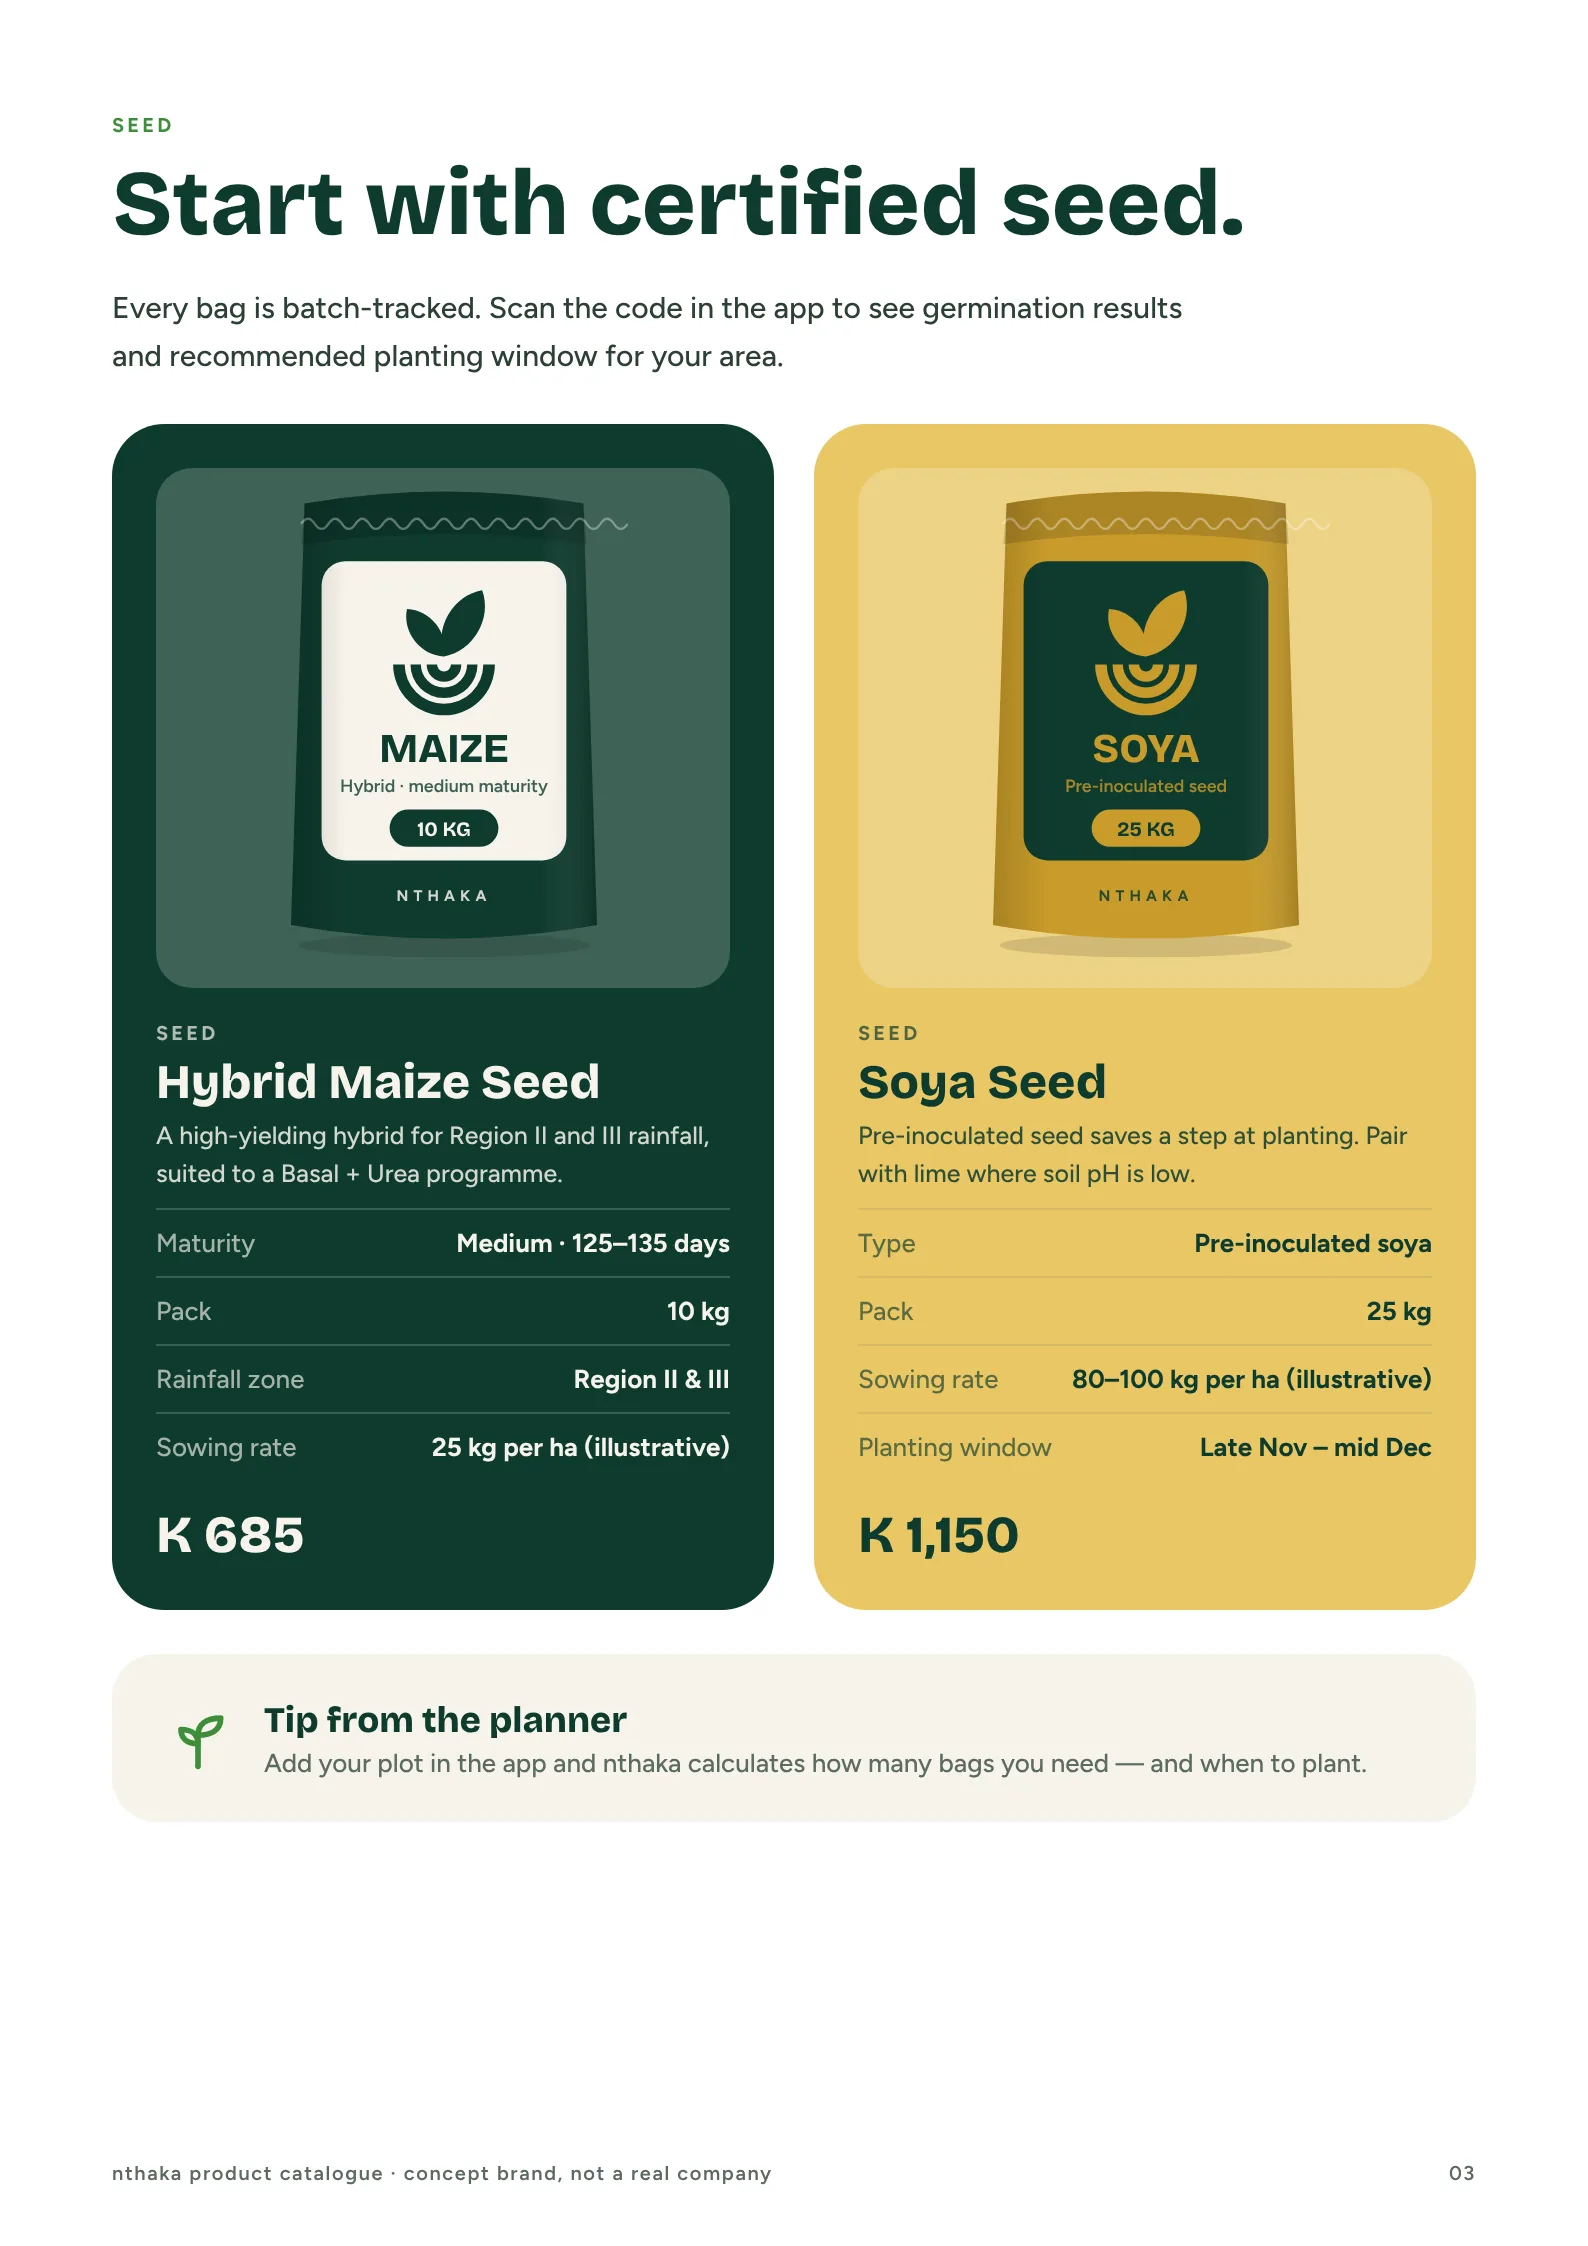 SEED
Start with certified seed.
Every bag is batch-tracked. Scan the code in the app to see germination results
and recommended planting window for your area.
MAIZE
Hybrid · medium maturity
10 KG
NTHAKA
SEED
Hybrid Maize Seed
A high-yielding hybrid for Region II and III rainfall,
suited to a Basal + Urea programme.
Maturity Medium · 125–135 days
Pack 10 kg
Rainfall zone Region II & III
Sowing rate 25 kg per ha (illustrative)
K 685
SOYA
Pre-inoculated seed
25 KG
NTHAKA
SEED
Soya Seed
Pre-inoculated seed saves a step at planting. Pair
with lime where soil pH is low.
Type Pre-inoculated soya
Pack 25 kg
Sowing rate 80–100 kg per ha (illustrative)
Planting window Late Nov – mid Dec
K 1,150
Tip from the planner
Add your plot in the app and nthaka calculates how many bags you need — and when to plant.
nthaka product catalogue · concept brand, not a real company 03